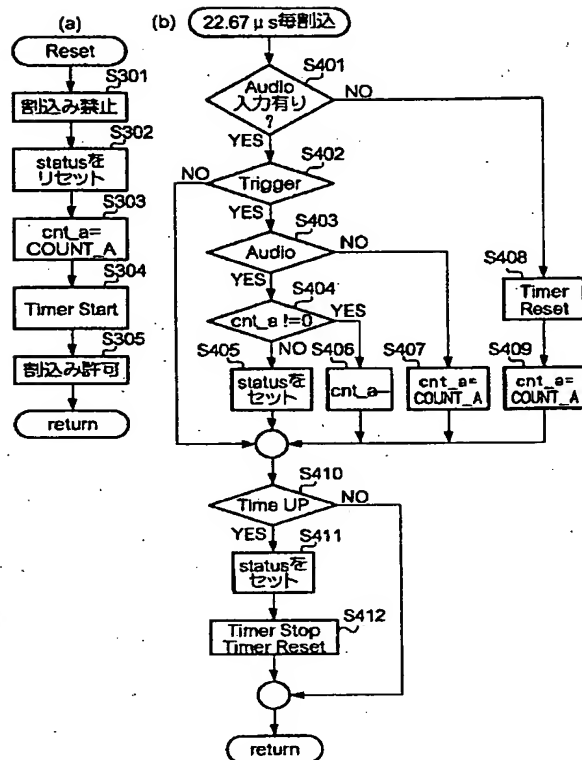 (a)
Reset
S301
割込み禁止
S302
statusを
リセット
S303
cnt_a=
COUNT_A
S304
Timer Start
S305
割込み許可
return
(b)
22.67μs毎割込
S401
Audio
入力有り
?
NO
YES
S402
NO
Trigger
YES
S403
Audio
NO
YES
S404
cnt_a !=0
YES
NO
S405
statusを
セット
S406
cnt_a--
S407
cnt_a=
COUNT_A
S408
Timer
Reset
S409
cnt_a=
COUNT_A
S410
Time UP
NO
YES
S411
statusを
セット
S412
Timer Stop
Timer Reset
return